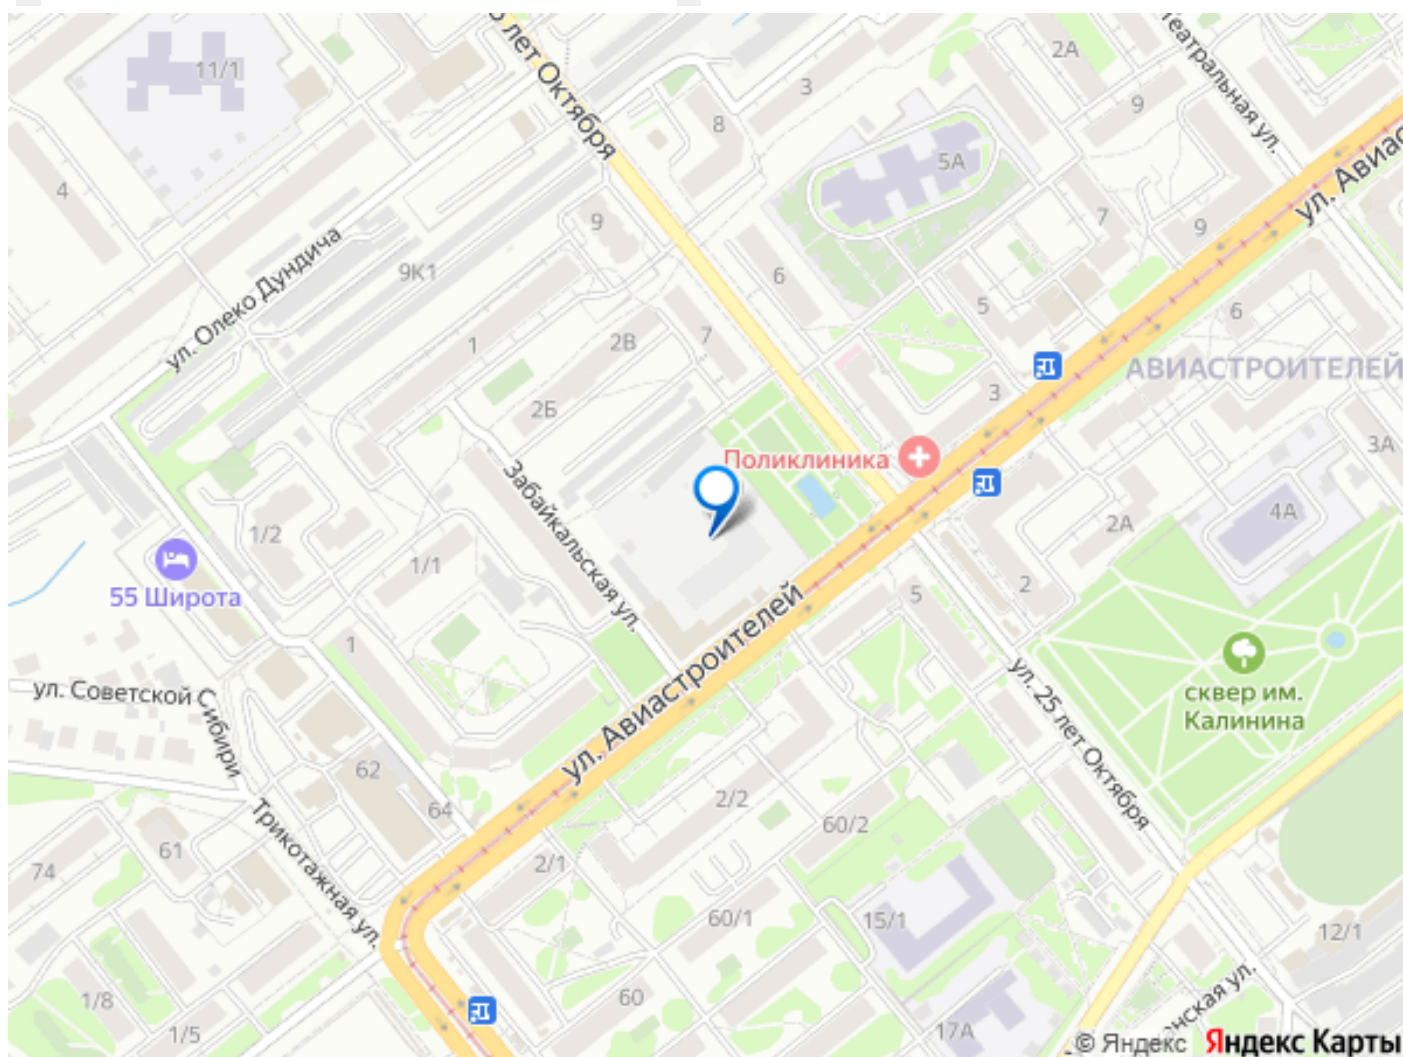 11/1
5 лет Октября
2А
Театральная ул.
3
9
8
5А
4
ул. Авиас
7
9
9
ул. Олеко Дундича
9К1
6
5
6
2В
7
1
АВИАСТРОИТЕЛЕЙ
3
2Б
3А
Поликлиника
Забайкальская ул.
4А
1/2
2А
1/1
55 Широта
2
5
1
ул. Авиастроителей
ул. Советской Сибири
ул. 25 лет Октября
сквер им.
Калинина
62
64
2/2
60/2
Трикотажная ул.
61
74
2/1
60/1
15/1
12/1
1/8
60
1/5
17А
нская ул.
© Яндекс Яндекс Карты